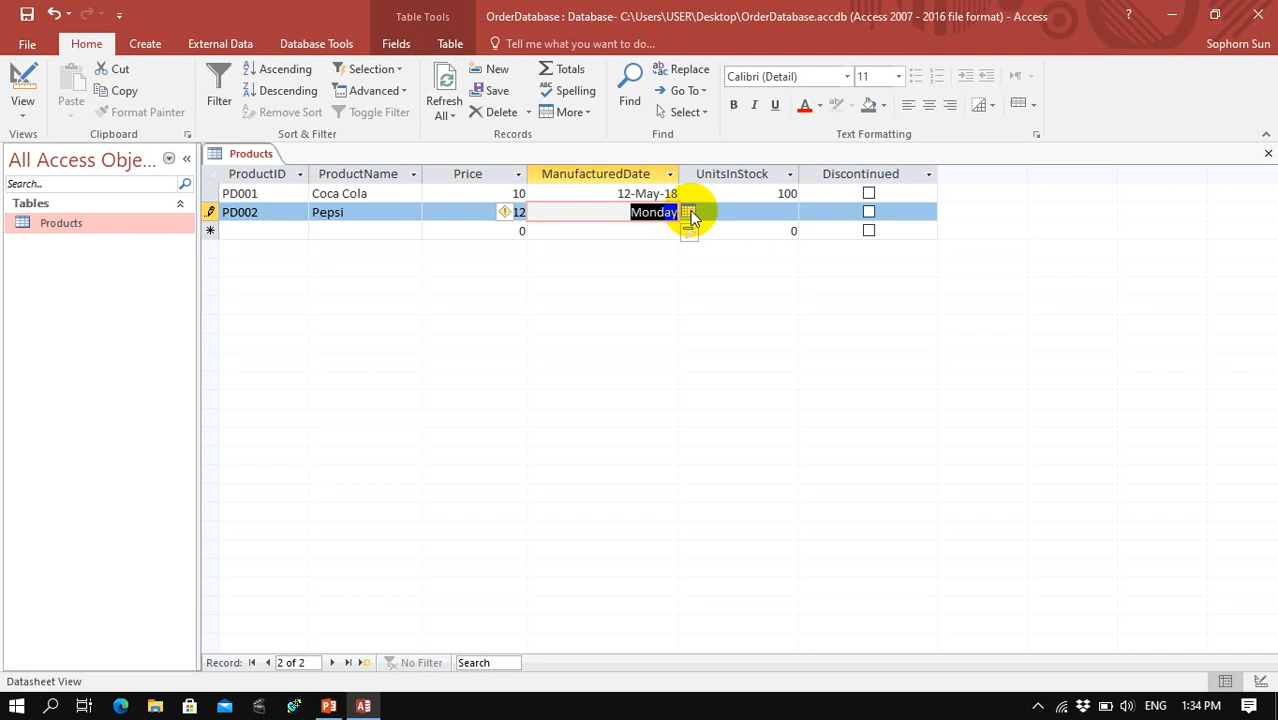 Table Tools
OrderDatabase : Database- C:\Users\USER\Desktop\OrderDatabase.accdb (Access 2007 - 2016 file format) - Access
Sophorn Sun
File
Home
Create
External Data
Database Tools
Fields
Table
Tell me what you want to do...
View
Views
Paste
Cut
Copy
Format Painter
Clipboard
Filter
Ascending
Descending
Remove Sort
Selection
Advanced
Toggle Filter
Sort & Filter
Refresh
All
New
Save
Delete
Totals
Spelling
More
Records
Find
Replace
Go To
Select
Find
Calibri (Detail)
11
B I U
A
Text Formatting
All Access Obje...
Search...
Tables
Products
Products
ProductID ProductName Price ManufacturedDate UnitsInStock Discontinued
PD001 Coca Cola 10 12-May-18 100
PD002 Pepsi 12 Monday
0 0
Record: 2 of 2 No Filter Search
Datasheet View
ENG 1:34 PM